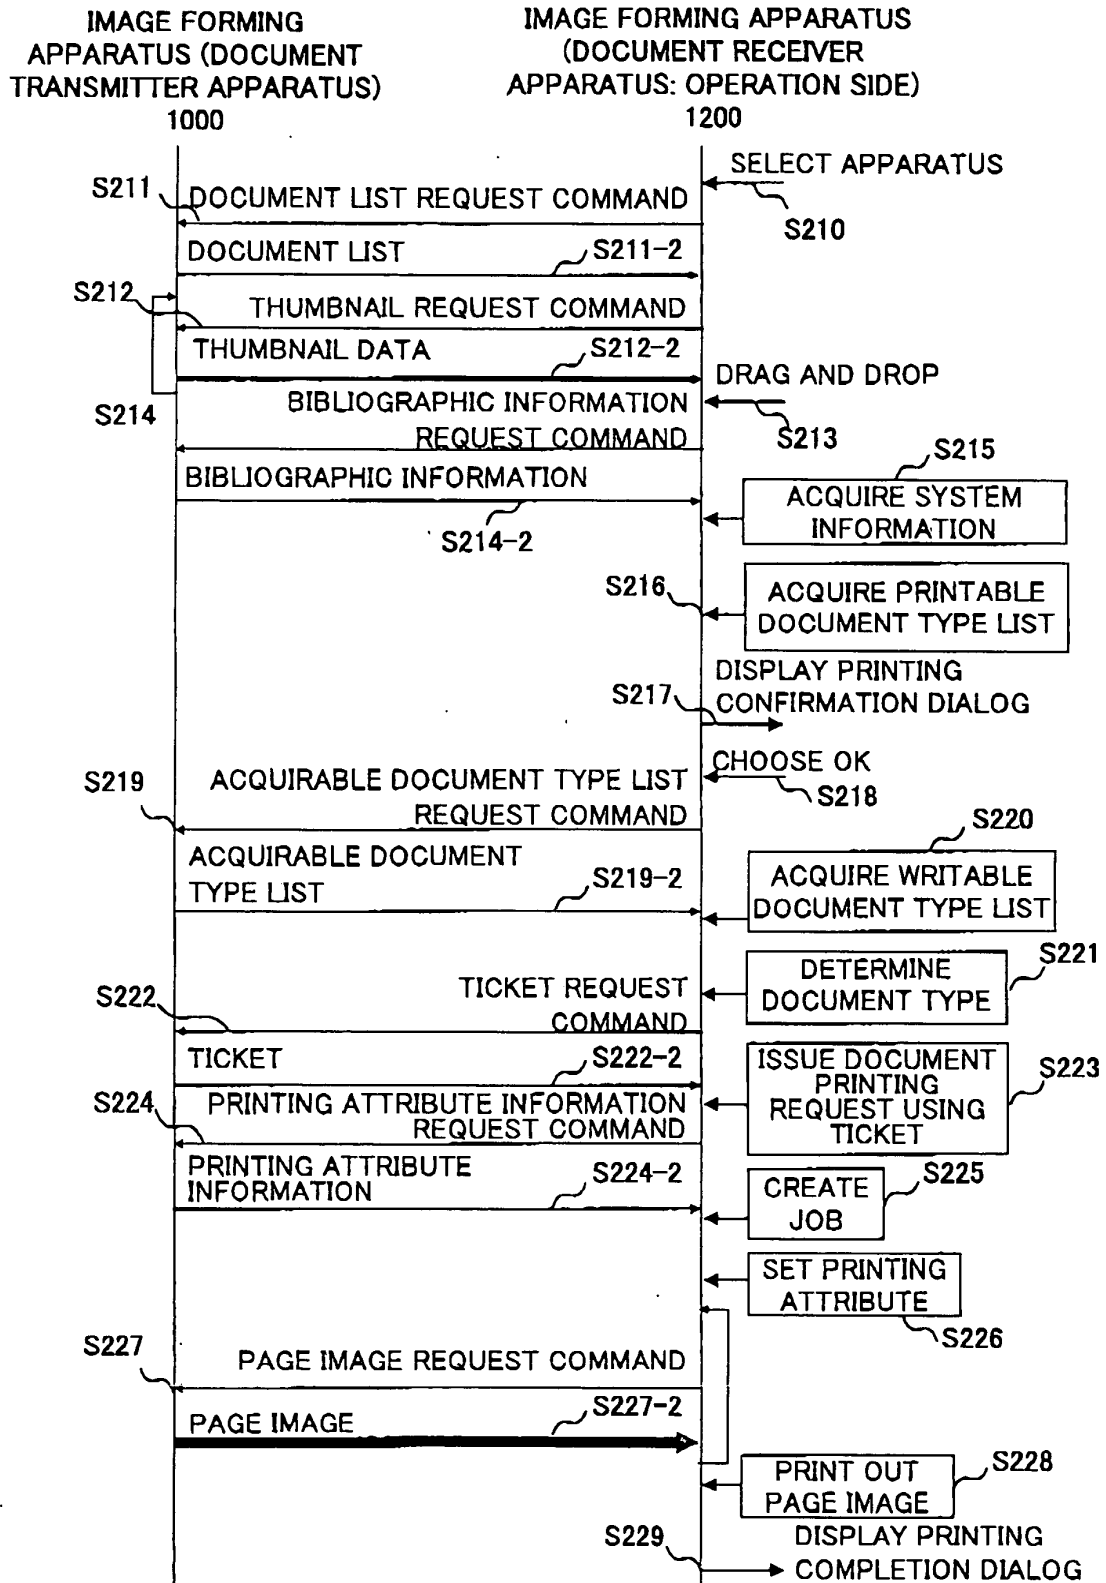 IMAGE FORMING
APPARATUS (DOCUMENT
TRANSMITTER APPARATUS)
1000
IMAGE FORMING APPARATUS
(DOCUMENT RECEIVER
APPARATUS: OPERATION SIDE)
1200
SELECT APPARATUS
S210
S211
DOCUMENT LIST REQUEST COMMAND
DOCUMENT LIST
S211-2
S212
THUMBNAIL REQUEST COMMAND
THUMBNAIL DATA
S212-2
DRAG AND DROP
S213
S214
BIBLIOGRAPHIC INFORMATION
REQUEST COMMAND
BIBLIOGRAPHIC INFORMATION
S214-2
S215
ACQUIRE SYSTEM
INFORMATION
S216
ACQUIRE PRINTABLE
DOCUMENT TYPE LIST
DISPLAY PRINTING
CONFIRMATION DIALOG
S217
CHOOSE OK
S218
S219
ACQUIRABLE DOCUMENT TYPE LIST
REQUEST COMMAND
S220
ACQUIRABLE DOCUMENT
TYPE LIST
S219-2
ACQUIRE WRITABLE
DOCUMENT TYPE LIST
S221
DETERMINE
DOCUMENT TYPE
S222
TICKET REQUEST
COMMAND
TICKET
S222-2
ISSUE DOCUMENT
PRINTING
REQUEST USING
TICKET
S223
S224
PRINTING ATTRIBUTE INFORMATION
REQUEST COMMAND
PRINTING ATTRIBUTE
INFORMATION
S224-2
S225
CREATE
JOB
SET PRINTING
ATTRIBUTE
S226
S227
PAGE IMAGE REQUEST COMMAND
PAGE IMAGE
S227-2
S228
PRINT OUT
PAGE IMAGE
S229
DISPLAY PRINTING
COMPLETION DIALOG